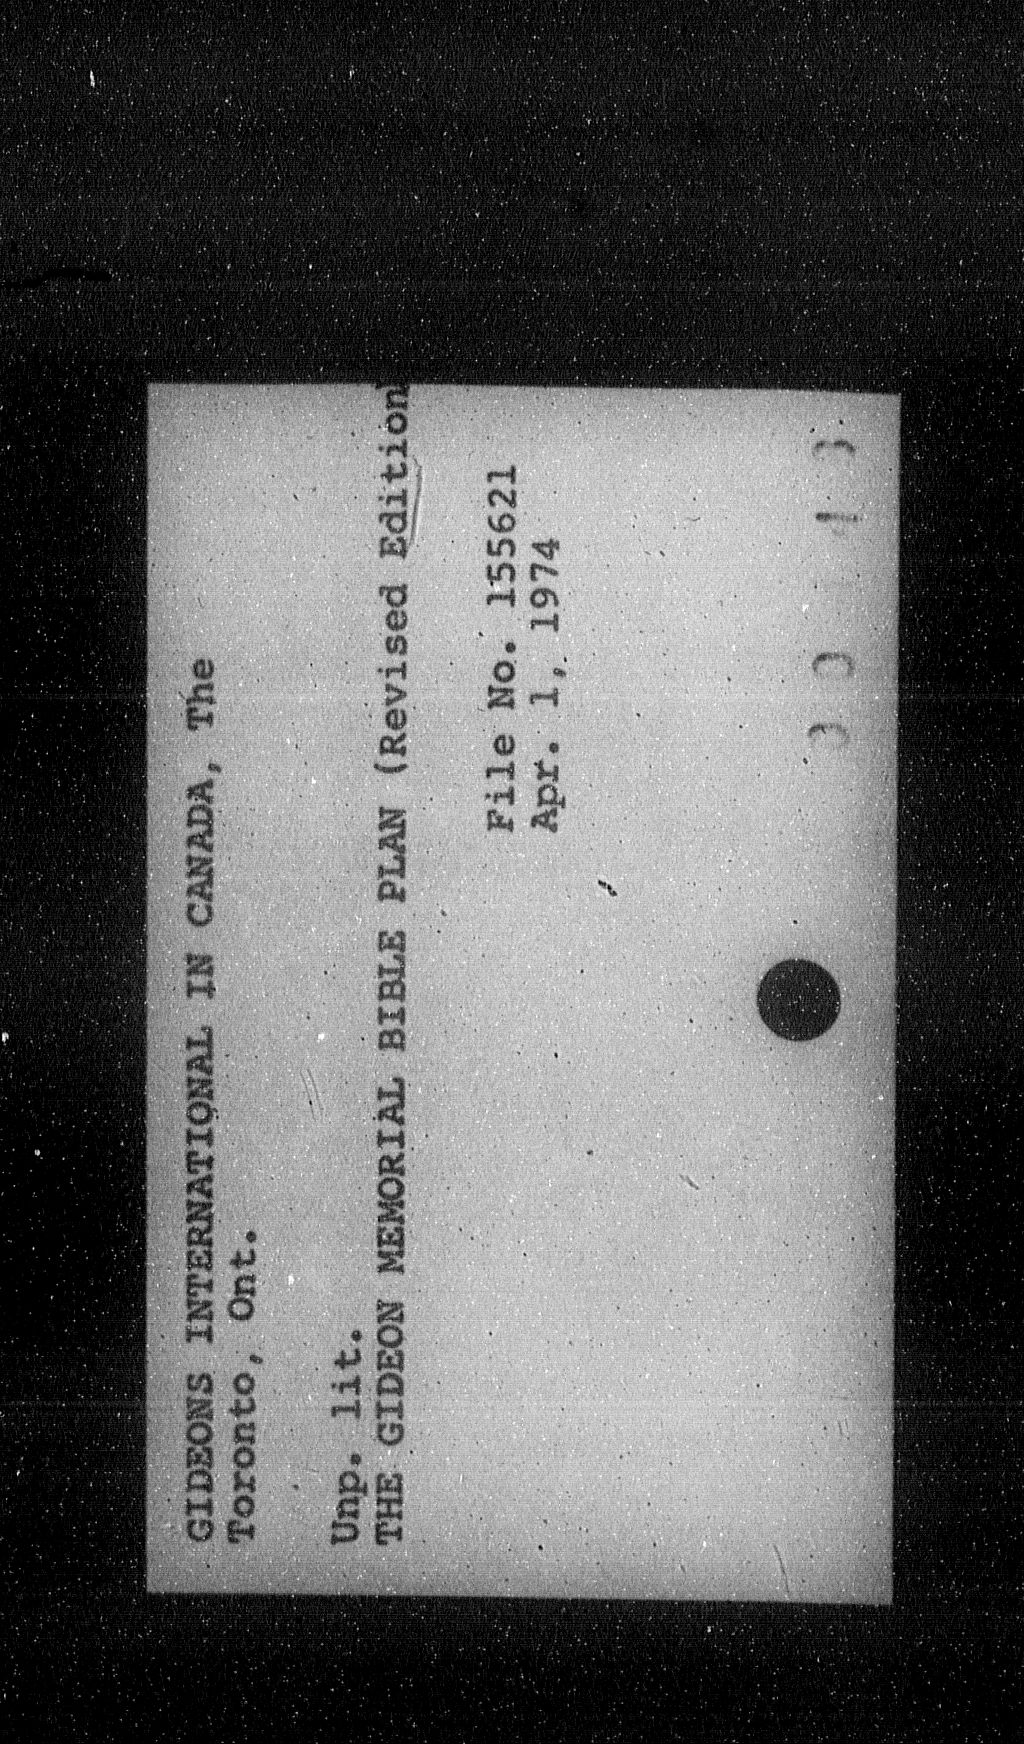 GIDEONS INTERNATIONAL IN CANADA, The
Toronto, Ont.
Unp. lit.
THE GIDEON MEMORIAL BIBLE PLAN (Revised Edition
File No. 155621
Apr. 1, 1974